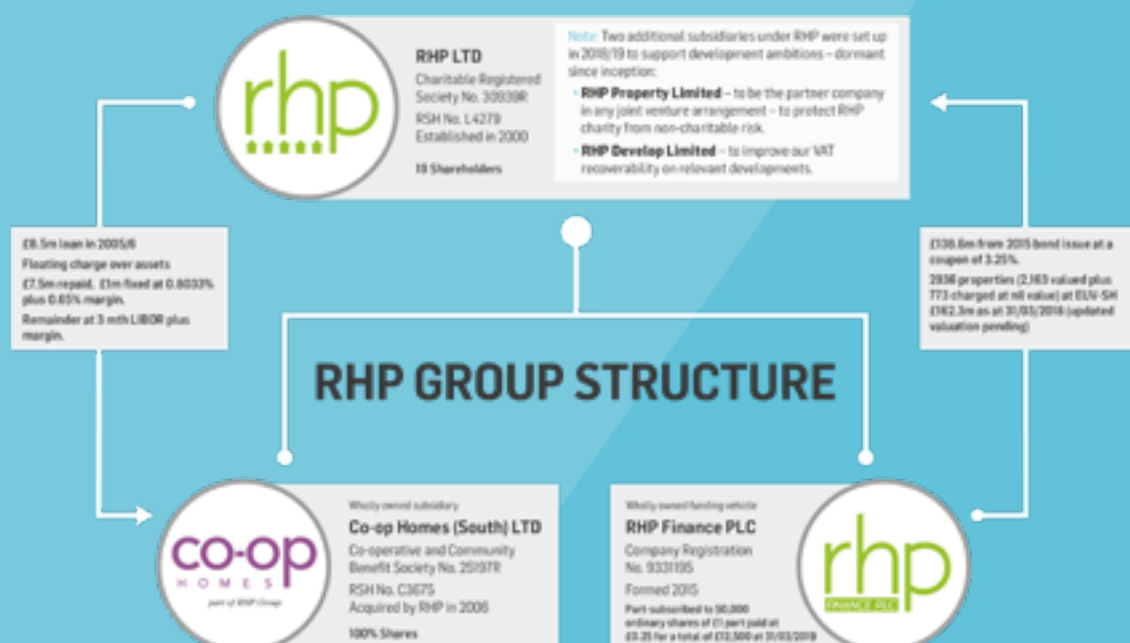 rhp
RHP LTD
Charitable Registered
Society No. 30939R
RSH No. L4279
Established in 2000
19 Shareholders
Note: Two additional subsidiaries under RHP were set up
in 2018/19 to support development ambitions – dormant
since inception:
• RHP Property Limited – to be the partner company
in any joint venture arrangement – to protect RHP
charity from non-charitable risk.
• RHP Develop Limited – to improve our VAT
recoverability on relevant developments.
£8.5m loan in 2005/6
Floating charge over assets
£7.5m repaid. £1m fixed at 0.8033%
plus 0.65% margin.
Remainder at 3 mth LIBOR plus
margin.
£138.6m from 2015 bond issue at a
coupon of 3.25%.
2936 properties (2,163 valued plus
773 charged at nil value) at EUV-SH
£162.3m as at 31/03/2018 (updated
valuation pending)
RHP GROUP STRUCTURE
co-op
HOMES
part of RHP Group
Wholly owned subsidiary
Co-op Homes (South) LTD
Co-operative and Community
Benefit Society No. 25197R
RSH No. C3675
Acquired by RHP in 2006
100% Shares
Wholly owned funding vehicle
RHP Finance PLC
Company Registration
No. 9331195
Formed 2015
Part-subscribed to 50,000
ordinary shares of £1 part paid at
£0.25 for a total of £12,500 at 31/03/2019
rhp
FINANCE PLC